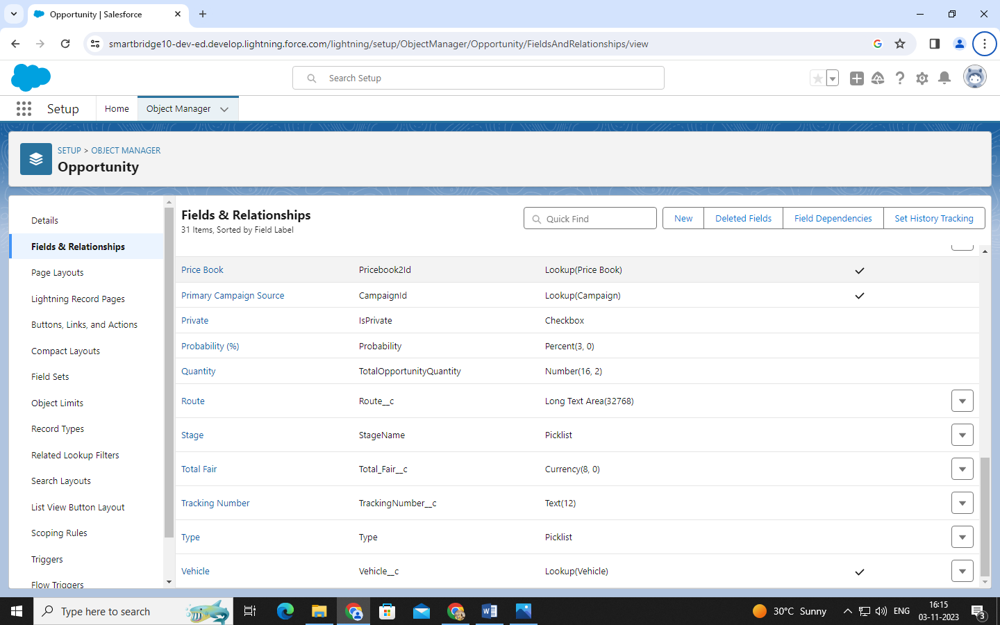 Opportunity | Salesforce
smartbridge10-dev-ed.develop.lightning.force.com/lightning/setup/ObjectManager/Opportunity/FieldsAndRelationships/view
Search Setup
Setup
Home
Object Manager
SETUP > OBJECT MANAGER
Opportunity
Details
Fields & Relationships
Page Layouts
Lightning Record Pages
Buttons, Links, and Actions
Compact Layouts
Field Sets
Object Limits
Record Types
Related Lookup Filters
Search Layouts
List View Button Layout
Scoping Rules
Triggers
Flow Triggers
Fields & Relationships
31 Items, Sorted by Field Label
Quick Find
New
Deleted Fields
Field Dependencies
Set History Tracking
Price Book Pricebook2Id Lookup(Price Book)
Primary Campaign Source CampaignId Lookup(Campaign)
Private IsPrivate Checkbox
Probability (%) Probability Percent(3, 0)
Quantity TotalOpportunityQuantity Number(16, 2)
Route Route__c Long Text Area(32768)
Stage StageName Picklist
Total Fair Total_Fair__c Currency(8, 0)
Tracking Number TrackingNumber__c Text(12)
Type Type Picklist
Vehicle Vehicle__c Lookup(Vehicle)
Type here to search
30°C Sunny
ENG
16:15
03-11-2023
3